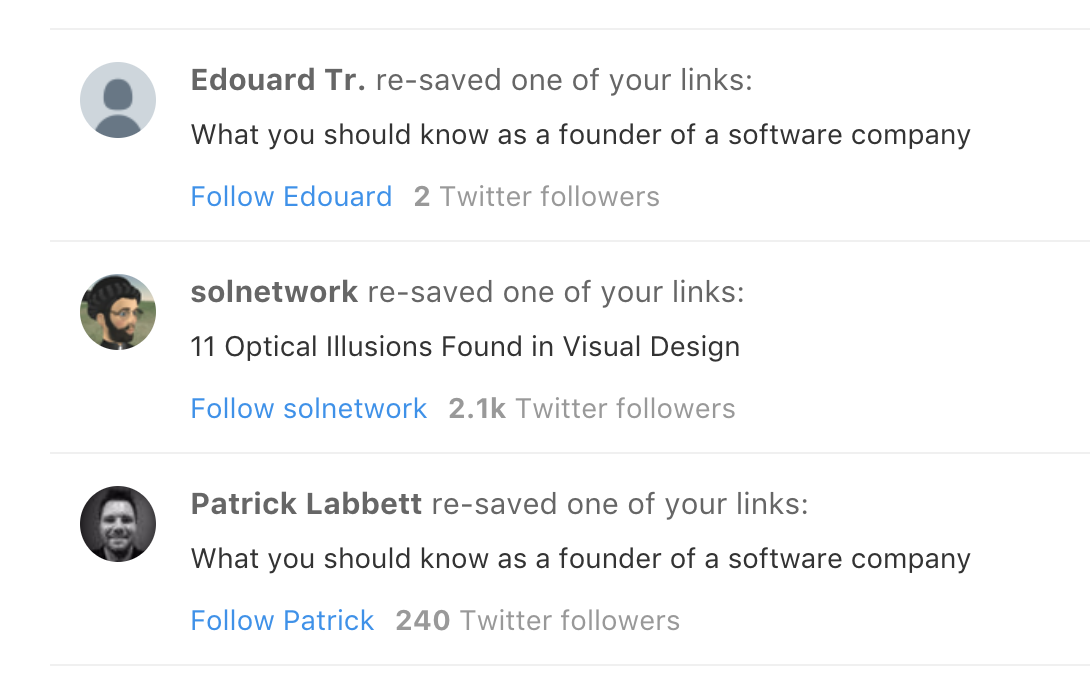 Edouard Tr. re-saved one of your links:
What you should know as a founder of a software company
Follow Edouard 2 Twitter followers
solnetwork re-saved one of your links:
11 Optical Illusions Found in Visual Design
Follow solnetwork 2.1k Twitter followers
Patrick Labbett re-saved one of your links:
What you should know as a founder of a software company
Follow Patrick 240 Twitter followers